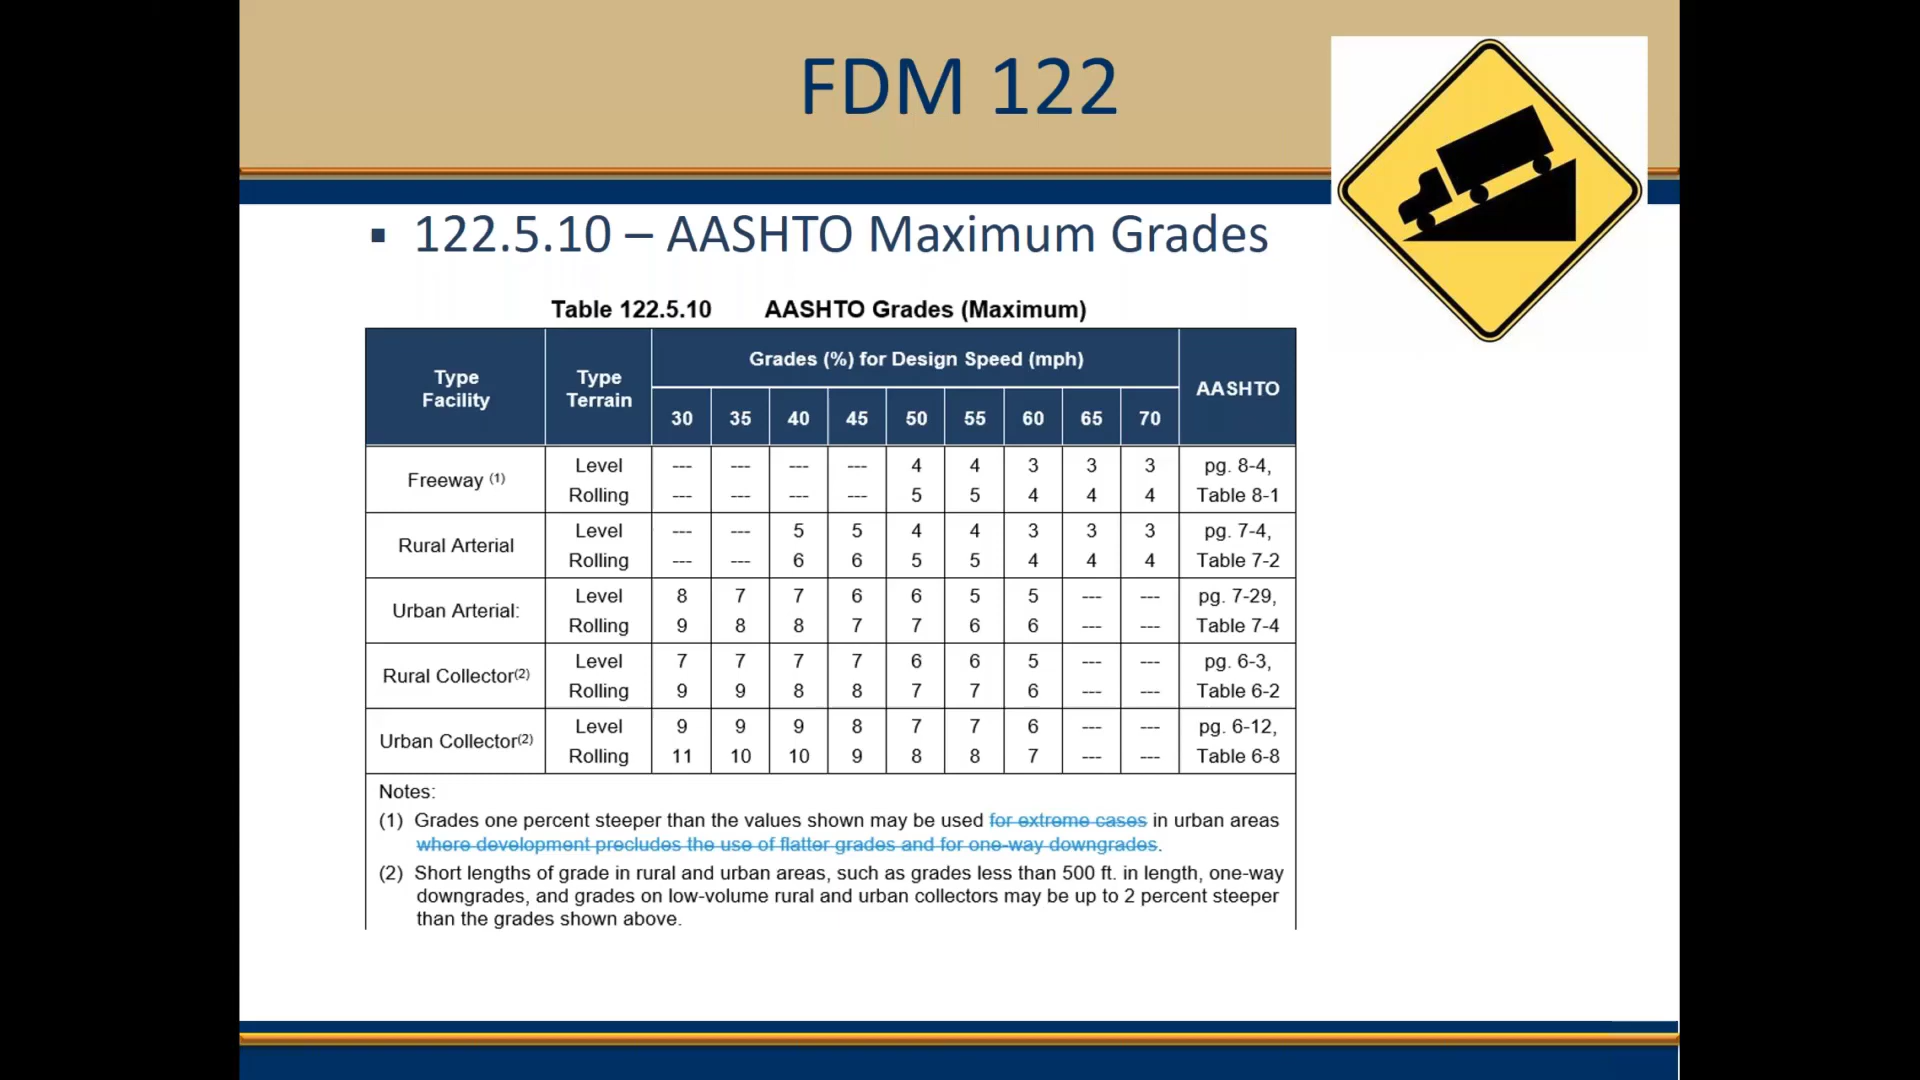 FDM 122
▪ 122.5.10 – AASHTO Maximum Grades
Table 122.5.10 AASHTO Grades (Maximum)
Type Facility Type Terrain Grades (%) for Design Speed (mph) AASHTO
30 35 40 45 50 55 60 65 70
Freeway (1) Level --- --- --- --- 4 4 3 3 3 pg. 8-4,
Rolling --- --- --- --- 5 5 4 4 4 Table 8-1
Rural Arterial Level --- --- 5 5 4 4 3 3 3 pg. 7-4,
Rolling --- --- 6 6 5 5 4 4 4 Table 7-2
Urban Arterial: Level 8 7 7 6 6 5 5 --- --- pg. 7-29,
Rolling 9 8 8 7 7 6 6 --- --- Table 7-4
Rural Collector(2) Level 7 7 7 7 6 6 5 --- --- pg. 6-3,
Rolling 9 9 8 8 7 7 6 --- --- Table 6-2
Urban Collector(2) Level 9 9 9 8 7 7 6 --- --- pg. 6-12,
Rolling 11 10 10 9 8 8 7 --- --- Table 6-8
Notes:
(1) Grades one percent steeper than the values shown may be used for extreme cases in urban areas
where development precludes the use of flatter grades and for one-way downgrades.
(2) Short lengths of grade in rural and urban areas, such as grades less than 500 ft. in length, one-way
downgrades, and grades on low-volume rural and urban collectors may be up to 2 percent steeper
than the grades shown above.